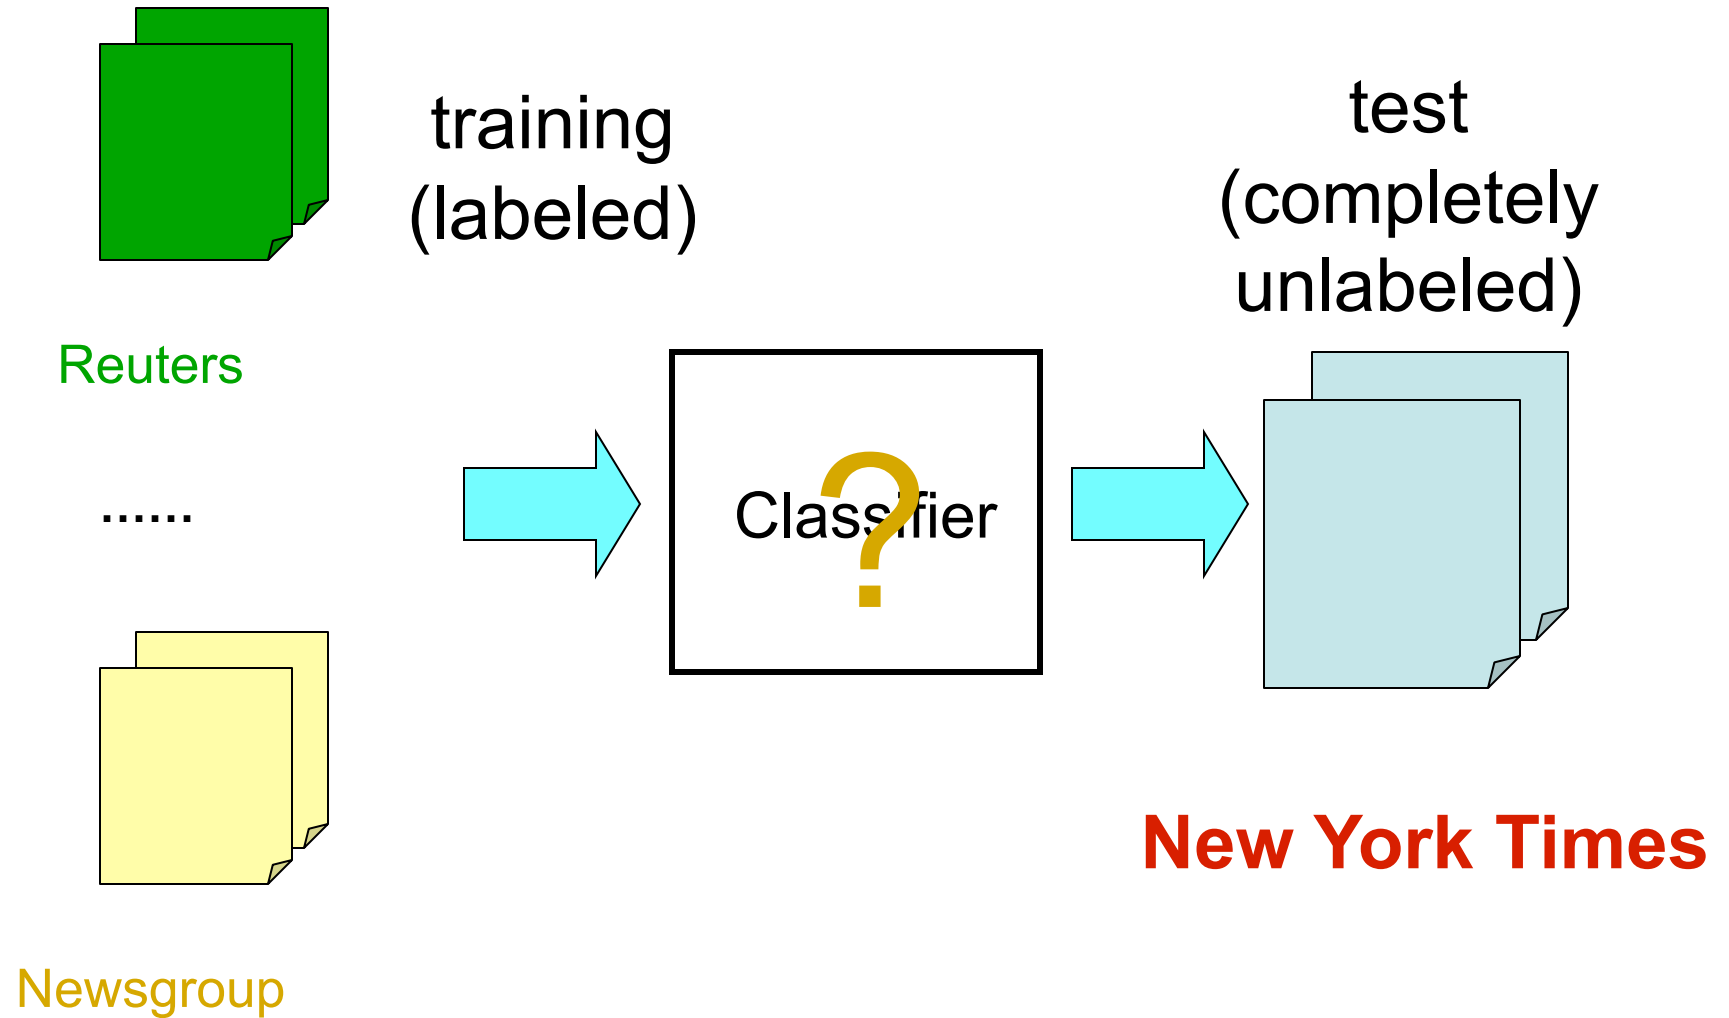 training
(labeled)
test
(completely
unlabeled)
Reuters
......
Classifier
?
New York Times
Newsgroup